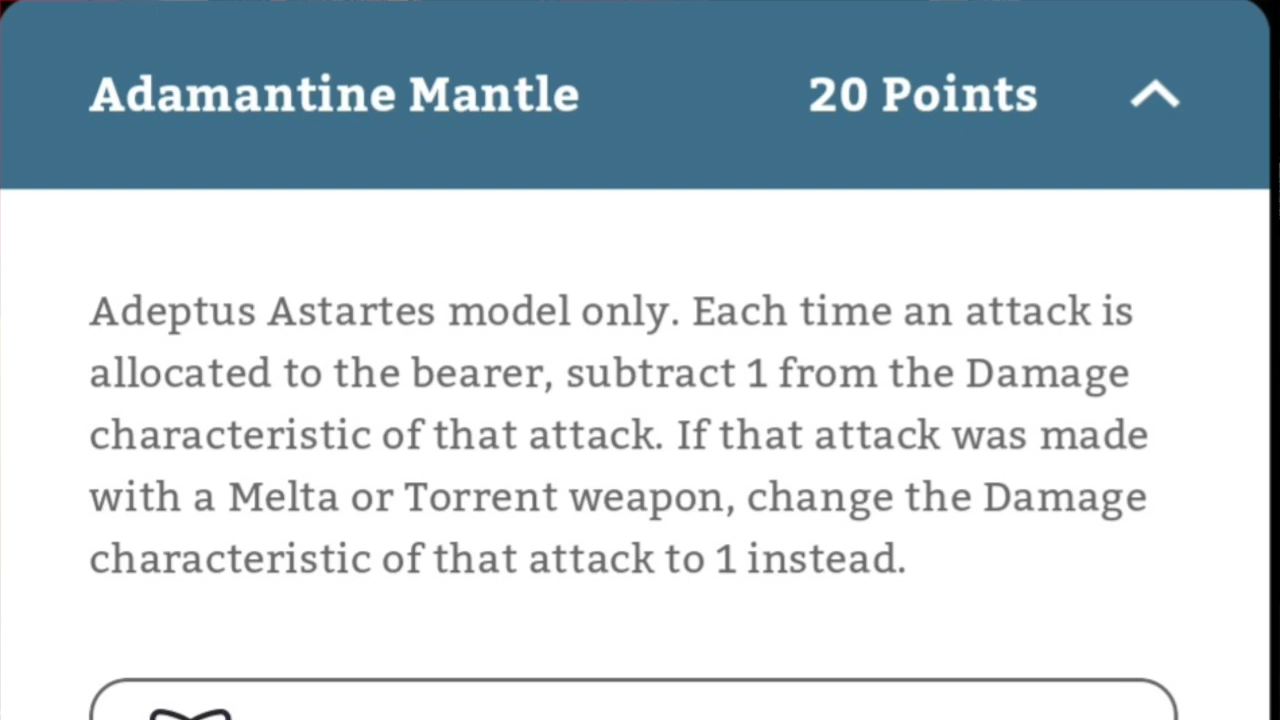 Adamantine Mantle 20 Points
Adeptus Astartes model only. Each time an attack is
allocated to the bearer, subtract 1 from the Damage
characteristic of that attack. If that attack was made
with a Melta or Torrent weapon, change the Damage
characteristic of that attack to 1 instead.